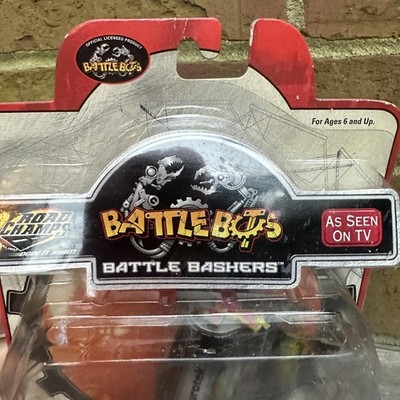 OFFICIAL LICENSED PRODUCT
BATTLEBOTS
For Ages 6 and Up.
ROAD
CHAMPS
BATTLEBOTS
AS SEEN
ON TV
BATTLE BASHERS